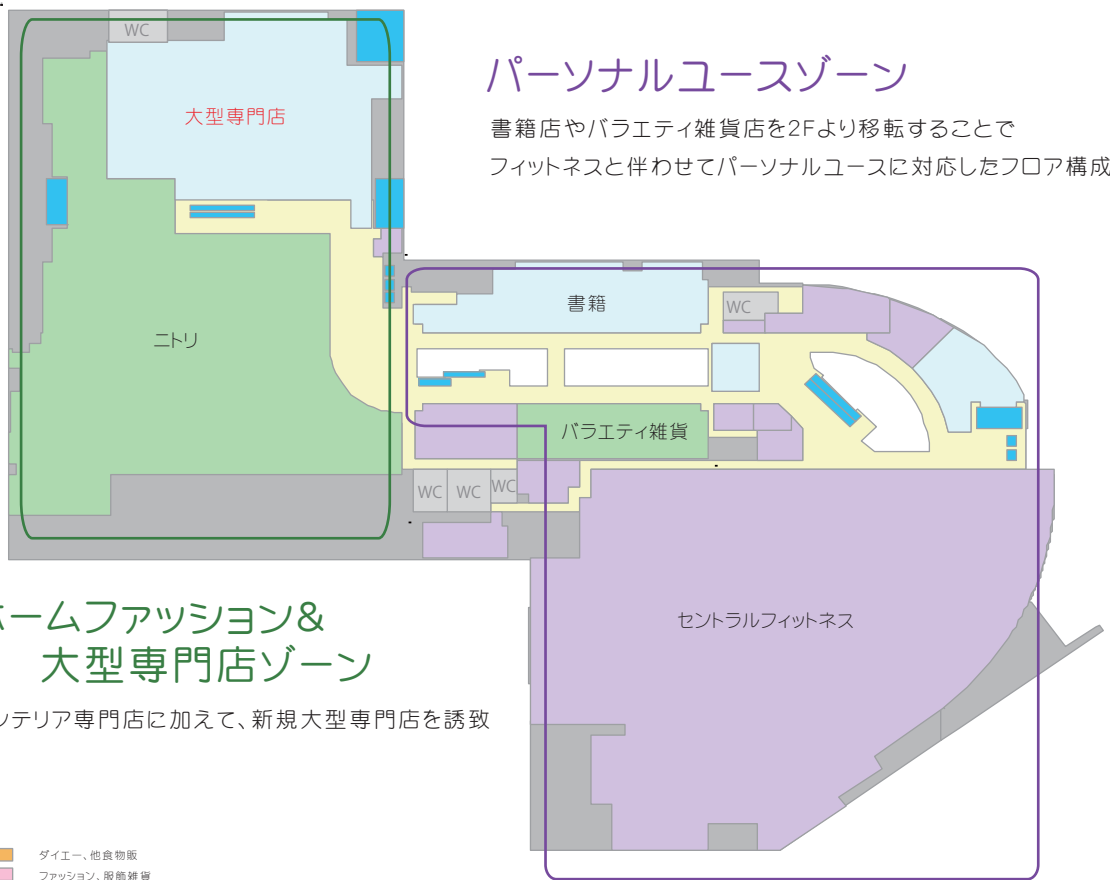 WC
大型専門店
パーソナルユースゾーン
書籍店やバラエティ雑貨店を2Fより移転することで
フィットネスと伴わせてパーソナルユースに対応したフロア構成
書籍
WC
ニトリ
バラエティ雑貨
WC
WC
WC
セントラルフィットネス
ホームファッション&
大型専門店ゾーン
ンテリア専門店に加えて、新規大型専門店を誘致
ダイエー、他食物販
ファッション、服飾雑貨